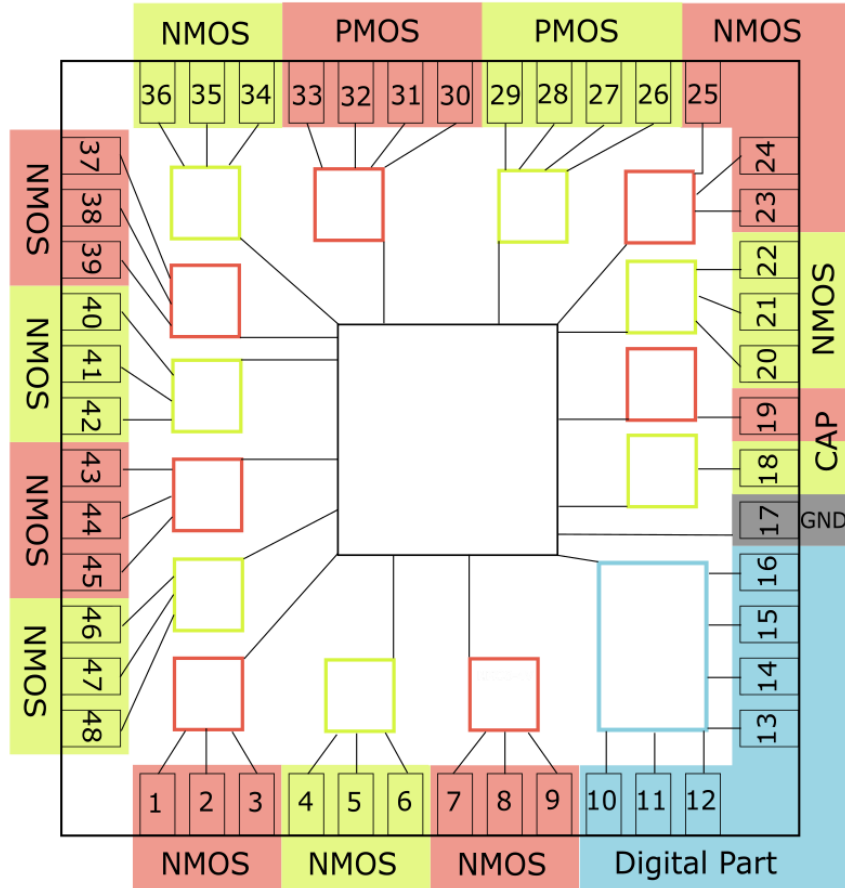 NMOS PMOS PMOS NMOS
36 35 34 33 32 31 30 29 28 27 26 25
37
38
39
NMOS
40
41
42
NMOS
43
44
45
NMOS
46
47
48
NMOS
24
23
22
21
20
NMOS
19
18
CAP
17
GND
16
15
14
13
1 2 3 4 5 6 7 8 9 10 11 12
NMOS NMOS NMOS Digital Part